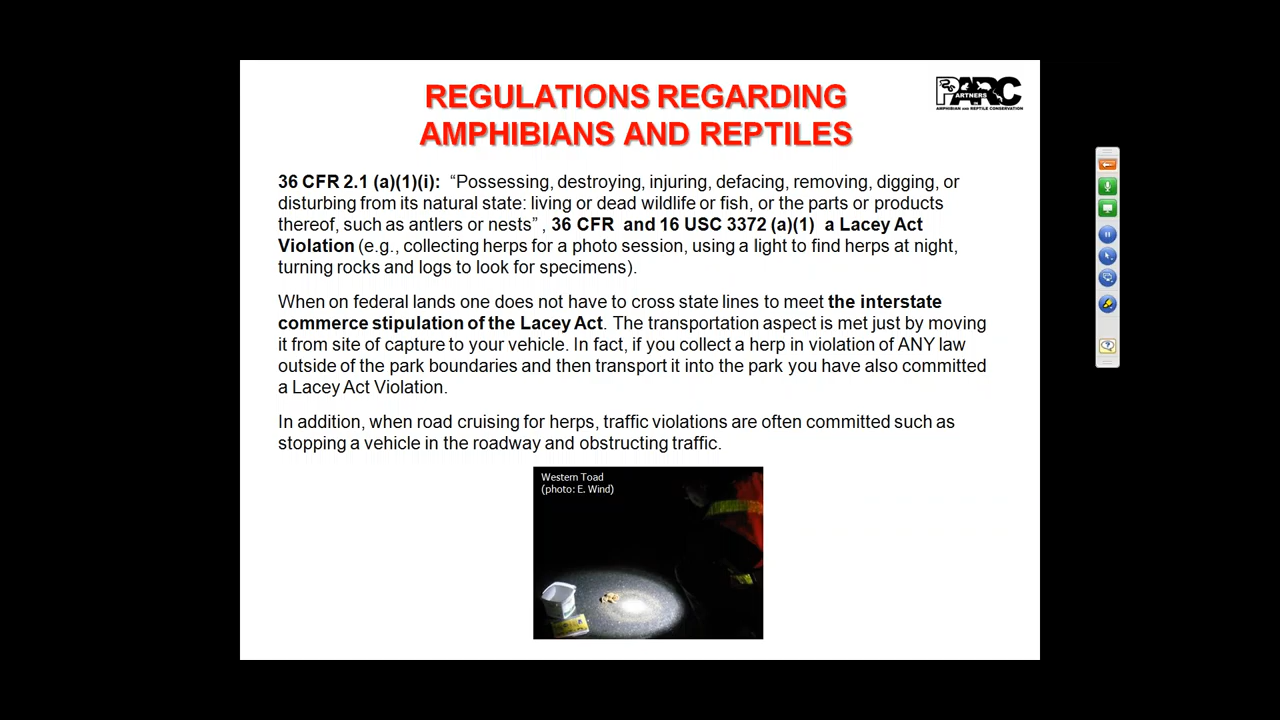 REGULATIONS REGARDING
AMPHIBIANS AND REPTILES
PARC
PARTNERS
AMPHIBIAN AND REPTILE CONSERVATION
36 CFR 2.1 (a)(1)(i): “Possessing, destroying, injuring, defacing, removing, digging, or
disturbing from its natural state: living or dead wildlife or fish, or the parts or products
thereof, such as antlers or nests” , 36 CFR and 16 USC 3372 (a)(1) a Lacey Act
Violation (e.g., collecting herps for a photo session, using a light to find herps at night,
turning rocks and logs to look for specimens).
When on federal lands one does not have to cross state lines to meet the interstate
commerce stipulation of the Lacey Act. The transportation aspect is met just by moving
it from site of capture to your vehicle. In fact, if you collect a herp in violation of ANY law
outside of the park boundaries and then transport it into the park you have also committed
a Lacey Act Violation.
In addition, when road cruising for herps, traffic violations are often committed such as
stopping a vehicle in the roadway and obstructing traffic.
Western Toad
(photo: E. Wind)